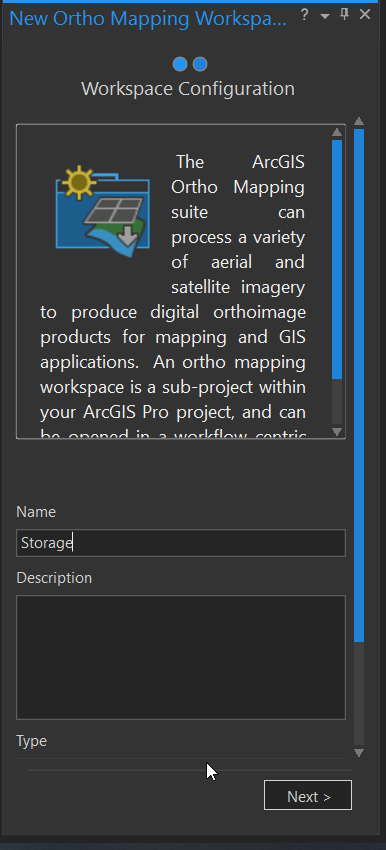 New Ortho Mapping Workspa...
?
Workspace Configuration
The ArcGIS
Ortho Mapping
suite can
process a variety
of aerial and
satellite imagery
to produce digital orthoimage
products for mapping and GIS
applications. An ortho mapping
workspace is a sub-project within
your ArcGIS Pro project, and can
be opened in a workflow centric
Name
Storage
Description
Type
Next >